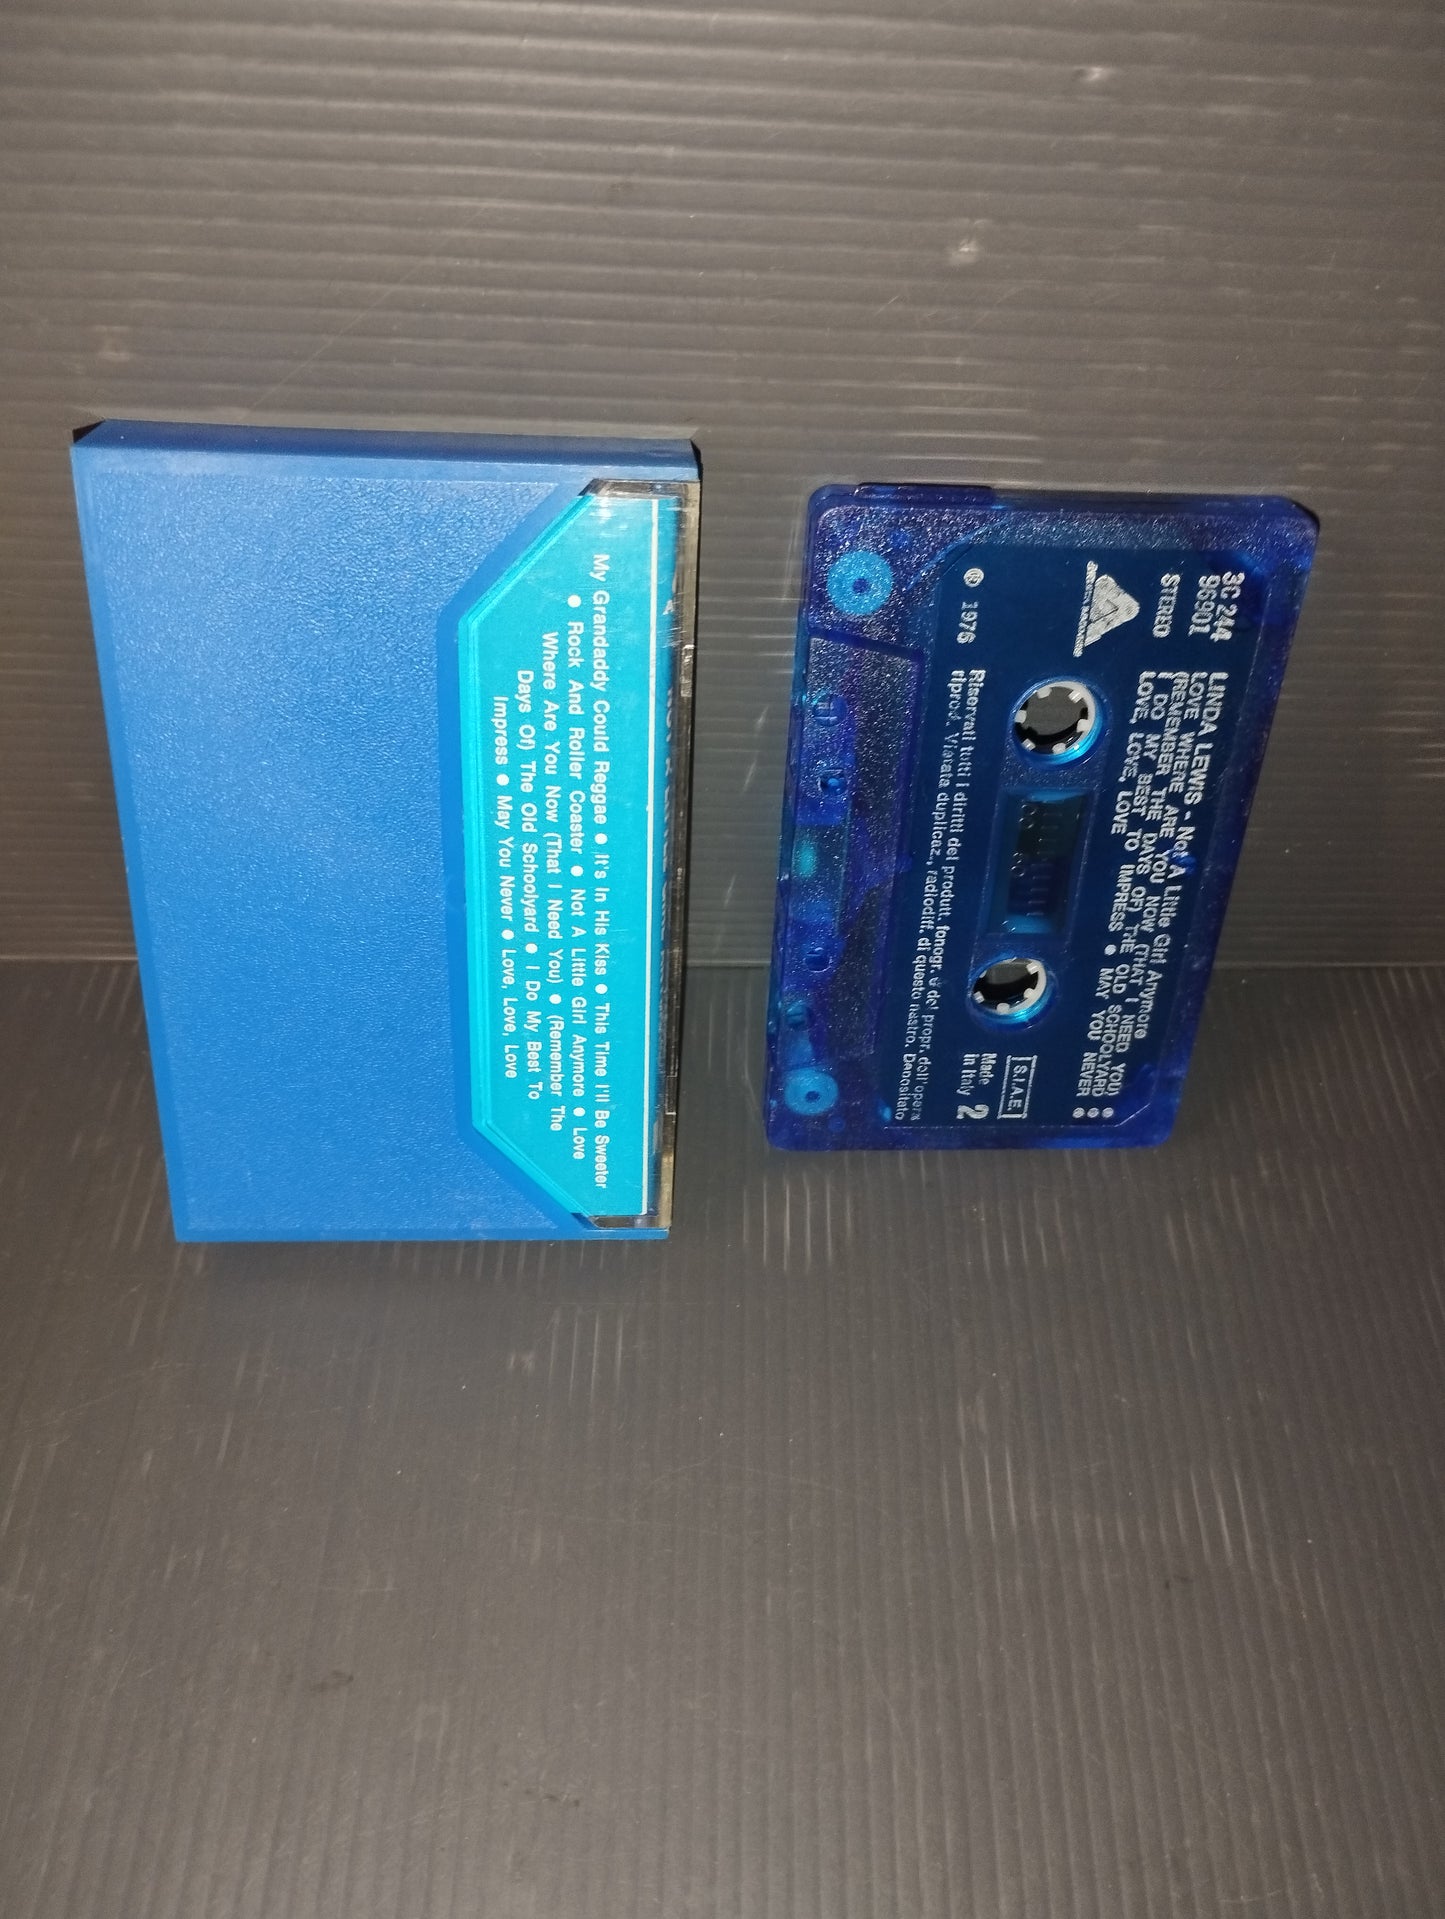 My Grandaddy Could Reggae ● It's In His Kiss ● This Time I'll Be Sweeter
● Rock And Roller Coaster ● Not A Little Girl Anymore ● Love
Where Are You Now (That I Need You) ● (Remember The
Days Of) The Old Schoolyard ● I Do My Best To
Impress ● May You Never ● Love, Love, Love
3C 244
96901
STEREO
LINDA LEWIS - Not A Little Girl Anymore
LOVE WHERE ARE YOU NOW (THAT I NEED YOU) ●
(REMEMBER THE DAYS OF) THE OLD SCHOOLYARD ●
I DO MY BEST TO IMPRESS ● MAY YOU NEVER ●
LOVE, LOVE, LOVE
S.I.A.E.
Made
in Italy
2
℗ 1976
Riservati tutti i diritti del produtt. fonogr. e del propr. dell'opera
riprod. Vietata duplicaz., radiodiff. di questo nastro. Depositato